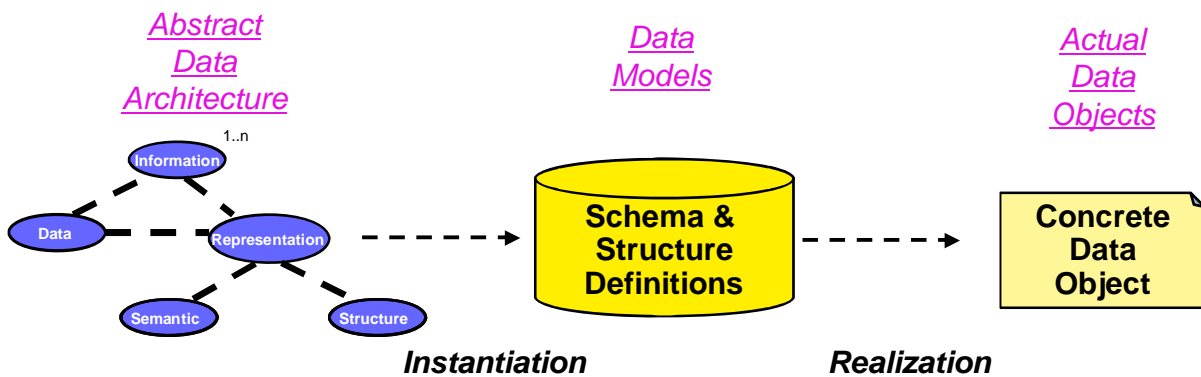 Abstract
Data
Architecture
Data
Models
Actual
Data
Objects
1..n
Information
Data
Representation
Semantic
Structure
Schema &
Structure
Definitions
Concrete
Data
Object
Instantiation
Realization